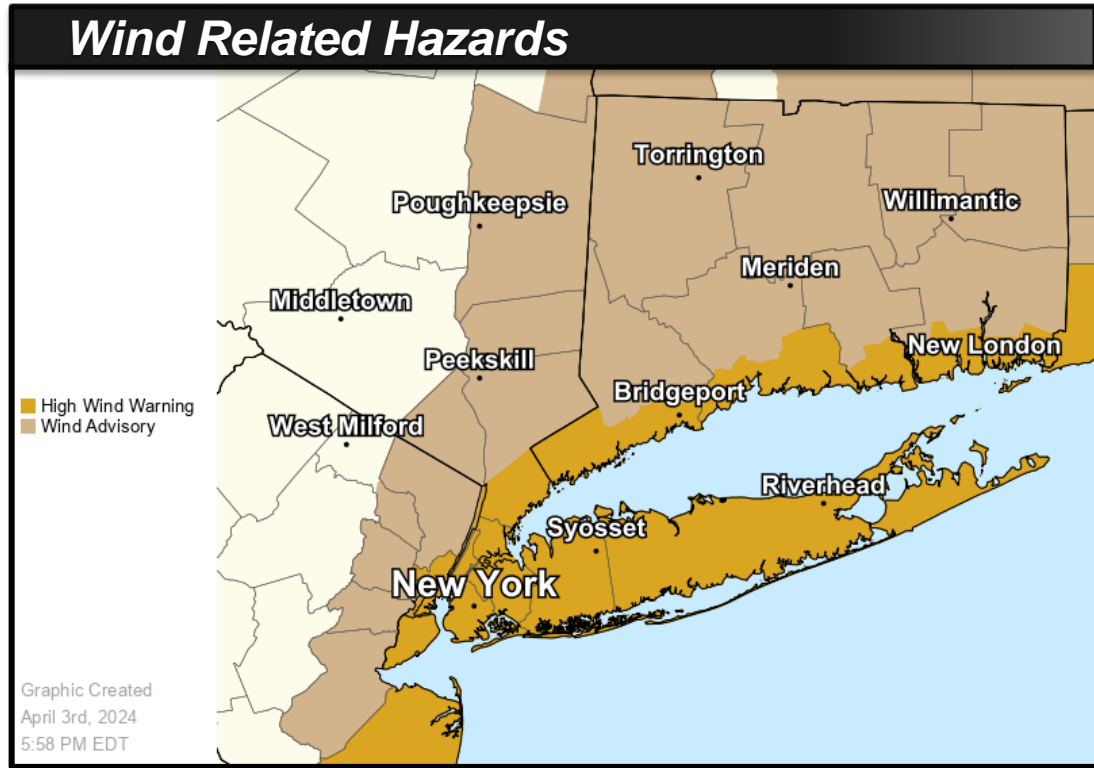 Wind Related Hazards
Torrington
Poughkeepsie
Willimantic
Meriden
Middletown
Peekskill
New London
Bridgeport
High Wind Warning
Wind Advisory
West Milford
Riverhead
Syosset
New York
Graphic Created
April 3rd, 2024
5:58 PM EDT